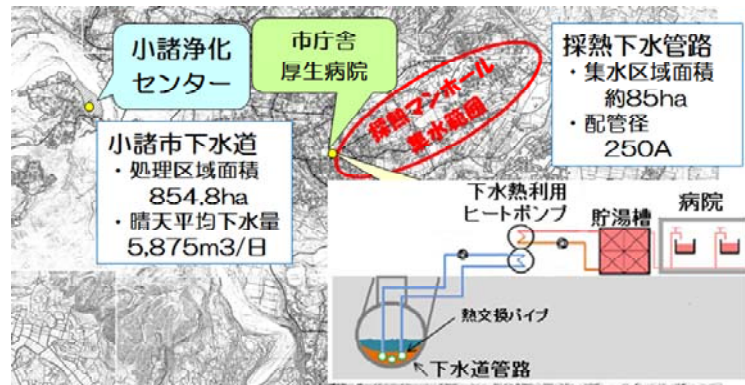 小諸浄化
センター
市庁舎
厚生病院
採熱マンホール
集水範囲
採熱下水管路
・集水区域面積
約85ha
・配管径
250A
小諸市下水道
・処理区域面積
854.8ha
・晴天平均下水量
5,875m3/日
下水熱利用
ヒートポンプ
貯湯槽
病院
熱交換パイプ
下水道管路